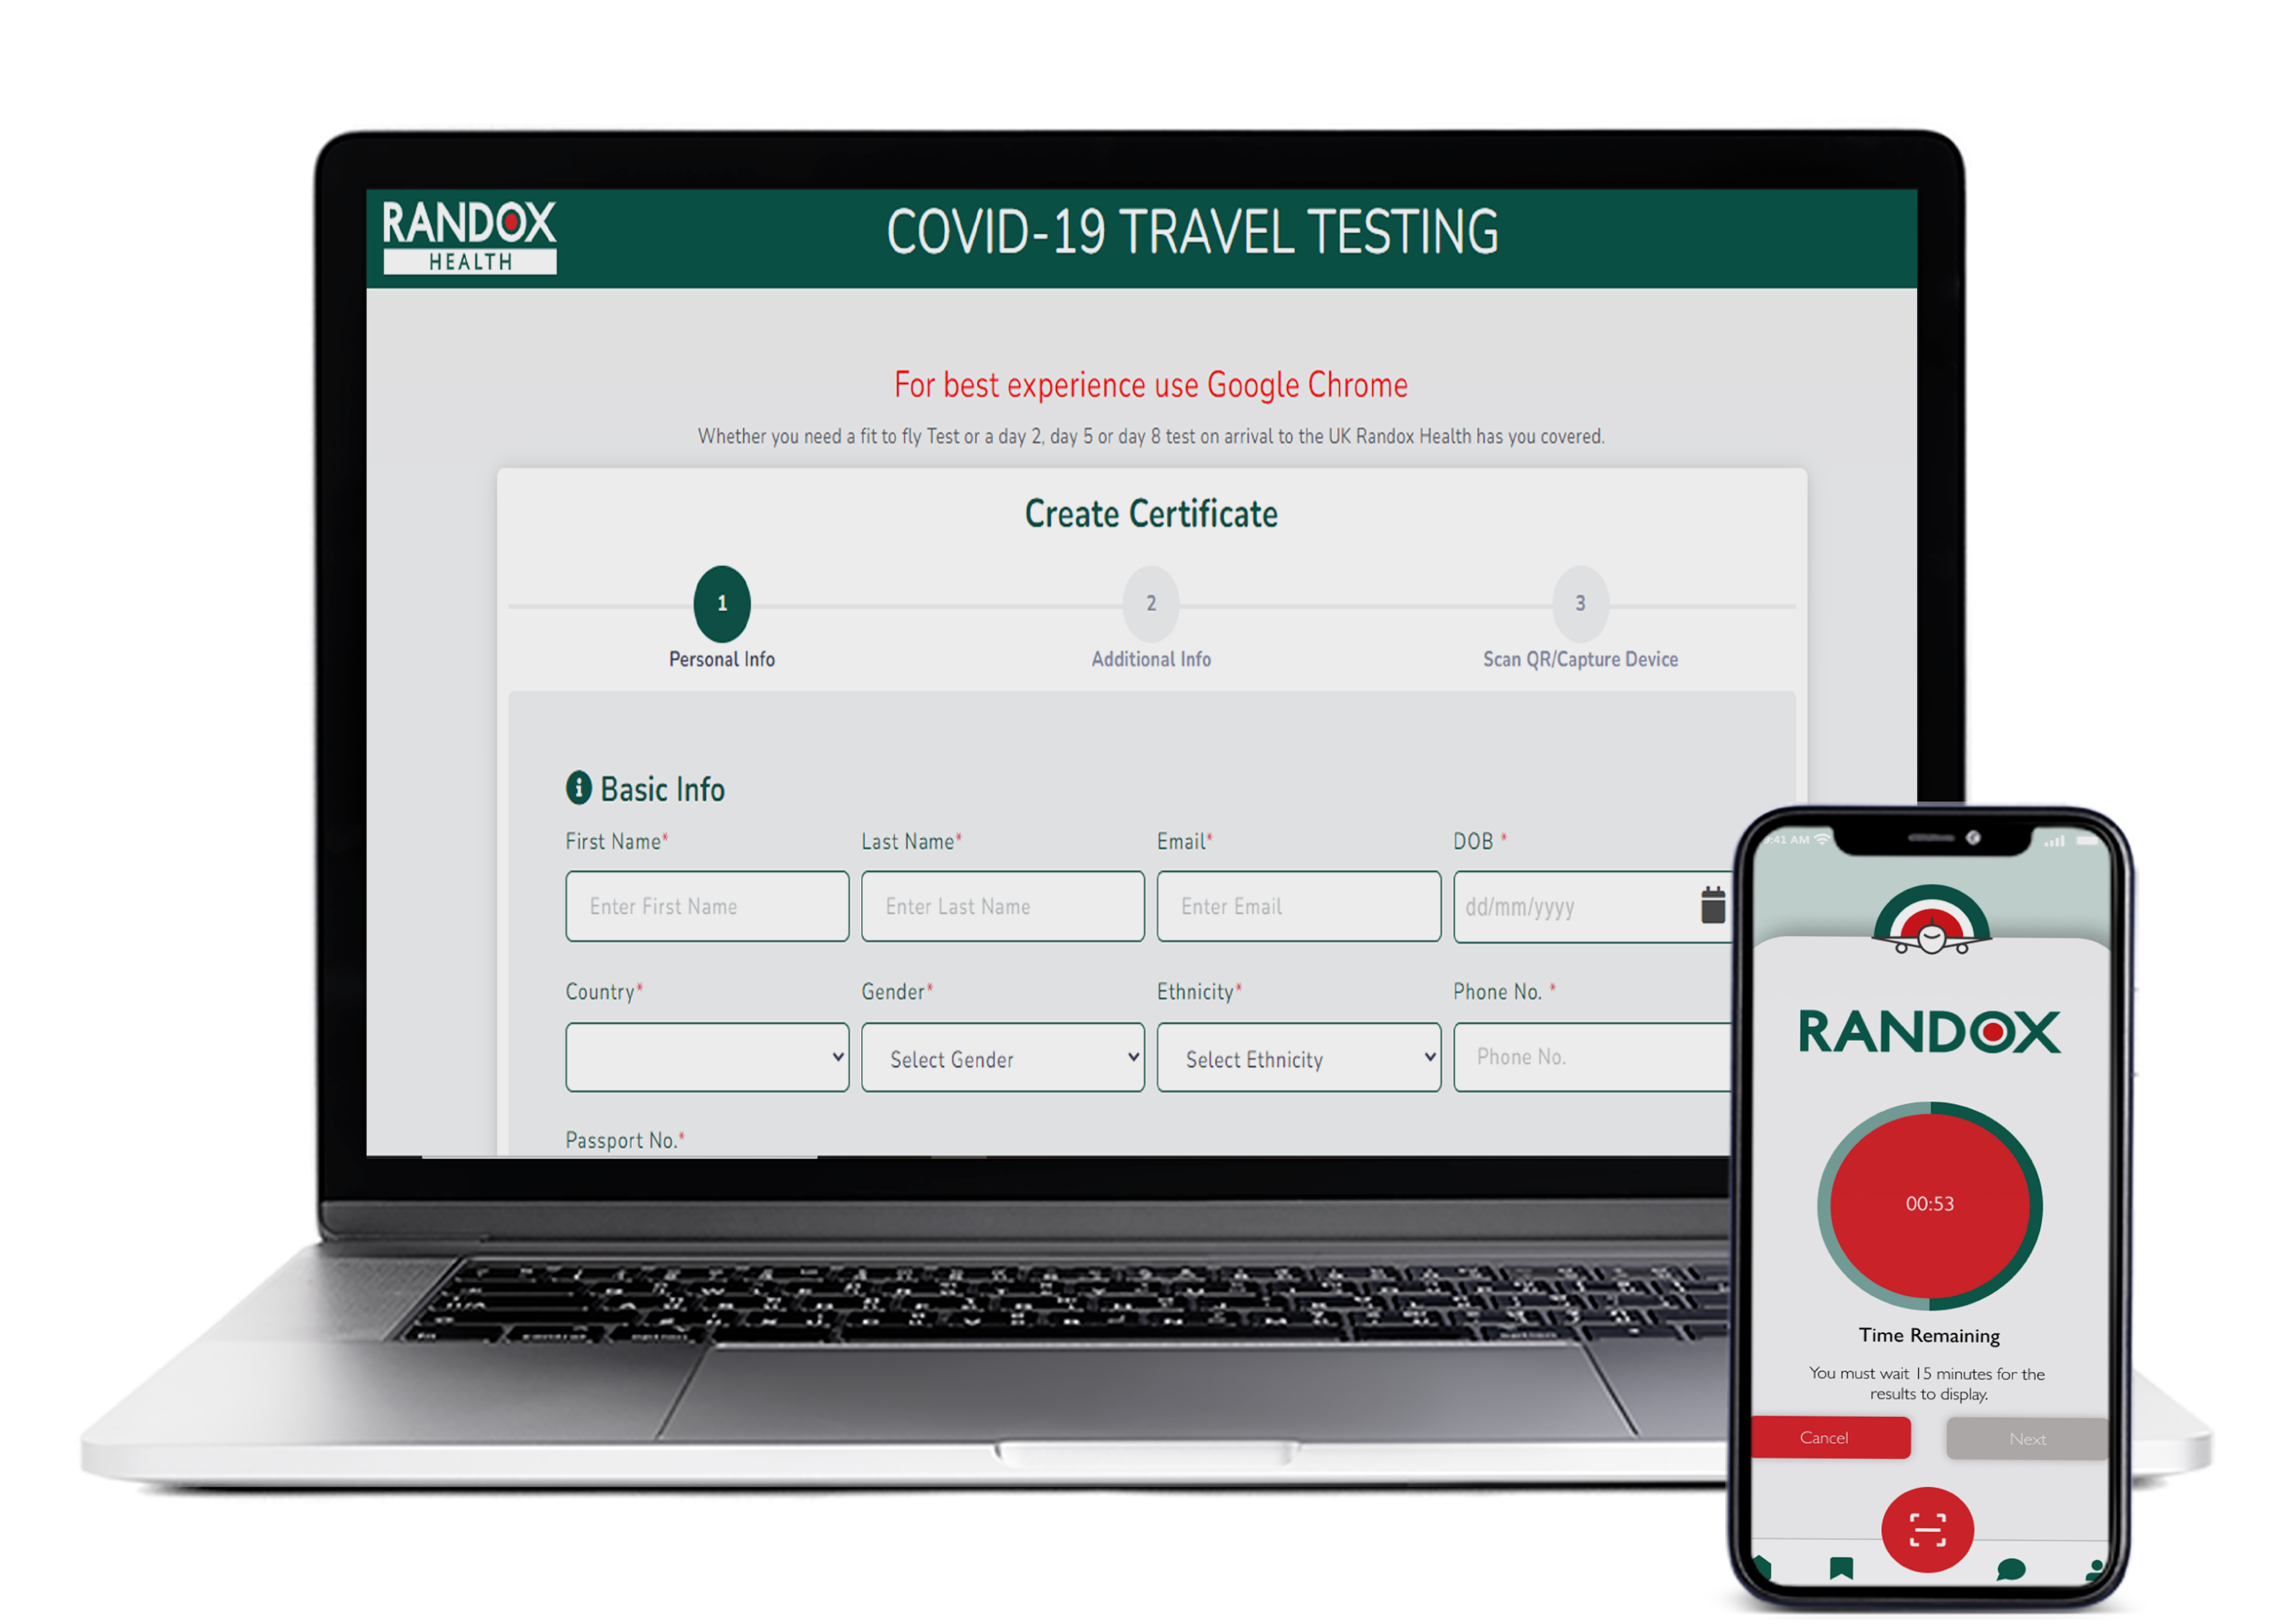 RANDOX
HEALTH
COVID-19 TRAVEL TESTING
For best experience use Google Chrome
Whether you need a fit to fly Test or a day 2, day 5 or day 8 test on arrival to the UK Randox Health has you covered.
Create Certificate
1 2 3
Personal Info Additional Info Scan QR/Capture Device
Basic Info
First Name* Last Name* Email* DOB *
Enter First Name Enter Last Name Enter Email dd/mm/yyyy
Country* Gender* Ethnicity* Phone No. *
Select Gender Select Ethnicity Phone No.
Passport No.*
:41 AM
RANDOX
00:53
Time Remaining
You must wait 15 minutes for the
results to display.
Cancel Next